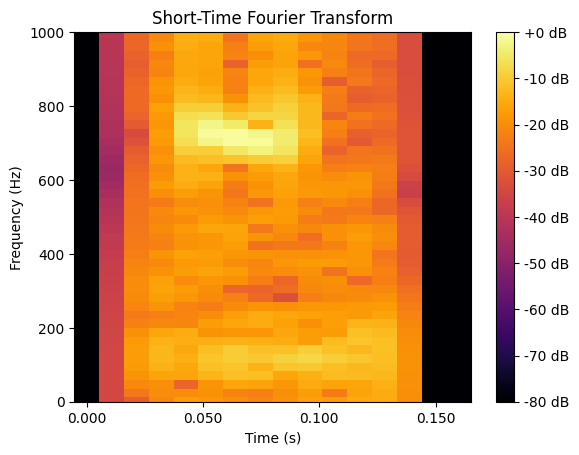 Short-Time Fourier Transform
1000
800
600
400
200
0
Frequency (Hz)
0.000
0.050
0.100
0.150
Time (s)
+0 dB
-10 dB
-20 dB
-30 dB
-40 dB
-50 dB
-60 dB
-70 dB
-80 dB